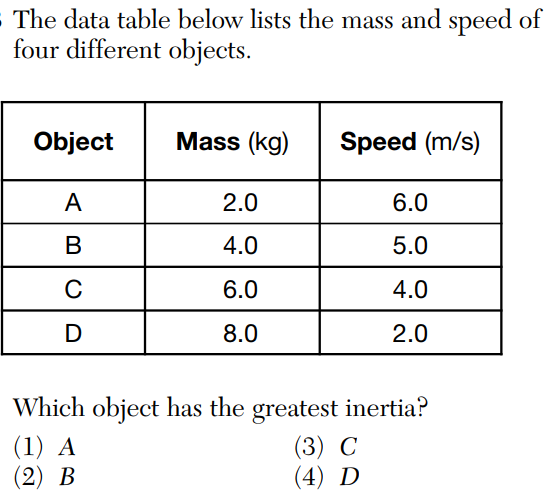 The data table below lists the mass and speed of
four different objects.
Object Mass (kg) Speed (m/s)
A 2.0 6.0
B 4.0 5.0
C 6.0 4.0
D 8.0 2.0
Which object has the greatest inertia?
(1) A (3) C
(2) B (4) D